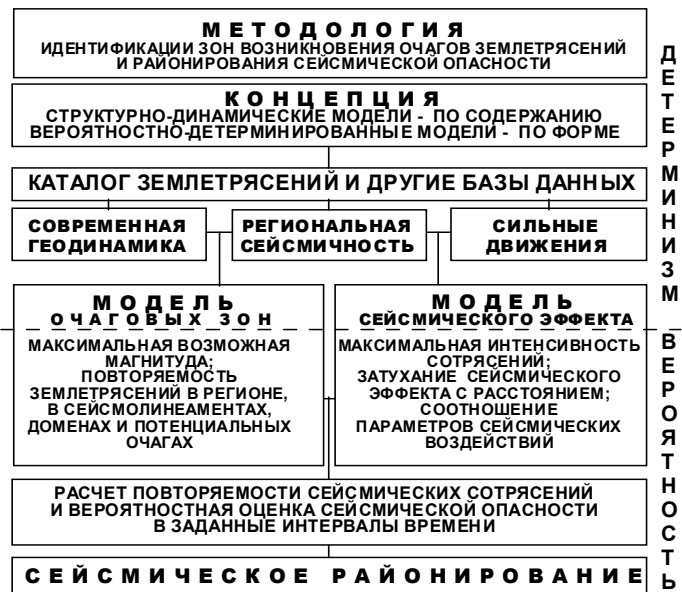 МЕТОДОЛОГИЯ
ИДЕНТИФИКАЦИИ ЗОН ВОЗНИКНОВЕНИЯ ОЧАГОВ ЗЕМЛЕТРЯСЕНИЙ
И РАЙОНИРОВАНИЯ СЕЙСМИЧЕСКОЙ ОПАСНОСТИ
КОНЦЕПЦИЯ
СТРУКТУРНО-ДИНАМИЧЕСКИЕ МОДЕЛИ - ПО СОДЕРЖАНИЮ
ВЕРОЯТНОСТНО-ДЕТЕРМИНИРОВАННЫЕ МОДЕЛИ - ПО ФОРМЕ
КАТАЛОГ ЗЕМЛЕТРЯСЕНИЙ И ДРУГИЕ БАЗЫ ДАННЫХ
СОВРЕМЕННАЯ
ГЕОДИНАМИКА
РЕГИОНАЛЬНАЯ
СЕЙСМИЧНОСТЬ
СИЛЬНЫЕ
ДВИЖЕНИЯ
МОДЕЛЬ
ОЧАГОВЫХ ЗОН
МАКСИМАЛЬНАЯ ВОЗМОЖНАЯ
МАГНИТУДА;
ПОВТОРЯЕМОСТЬ
ЗЕМЛЕТРЯСЕНИЙ В РЕГИОНЕ,
В СЕЙСМОЛИНЕАМЕНТАХ,
ДОМЕНАХ И ПОТЕНЦИАЛЬНЫХ
ОЧАГАХ
МОДЕЛЬ
СЕЙСМИЧЕСКОГО ЭФФЕКТА
МАКСИМАЛЬНАЯ ИНТЕНСИВНОСТЬ
СОТРЯСЕНИЙ;
ЗАТУХАНИЕ СЕЙСМИЧЕСКОГО
ЭФФЕКТА С РАССТОЯНИЕМ;
СООТНОШЕНИЕ
ПАРАМЕТРОВ СЕЙСМИЧЕСКИХ
ВОЗДЕЙСТВИЙ
РАСЧЕТ ПОВТОРЯЕМОСТИ СЕЙСМИЧЕСКИХ СОТРЯСЕНИЙ
И ВЕРОЯТНОСТНАЯ ОЦЕНКА СЕЙСМИЧЕСКОЙ ОПАСНОСТИ
В ЗАДАННЫЕ ИНТЕРВАЛЫ ВРЕМЕНИ
СЕЙСМИЧЕСКОЕ РАЙОНИРОВАНИЕ
ДЕТЕРМИНИЗМ
ВЕРОЯТНОСТЬ